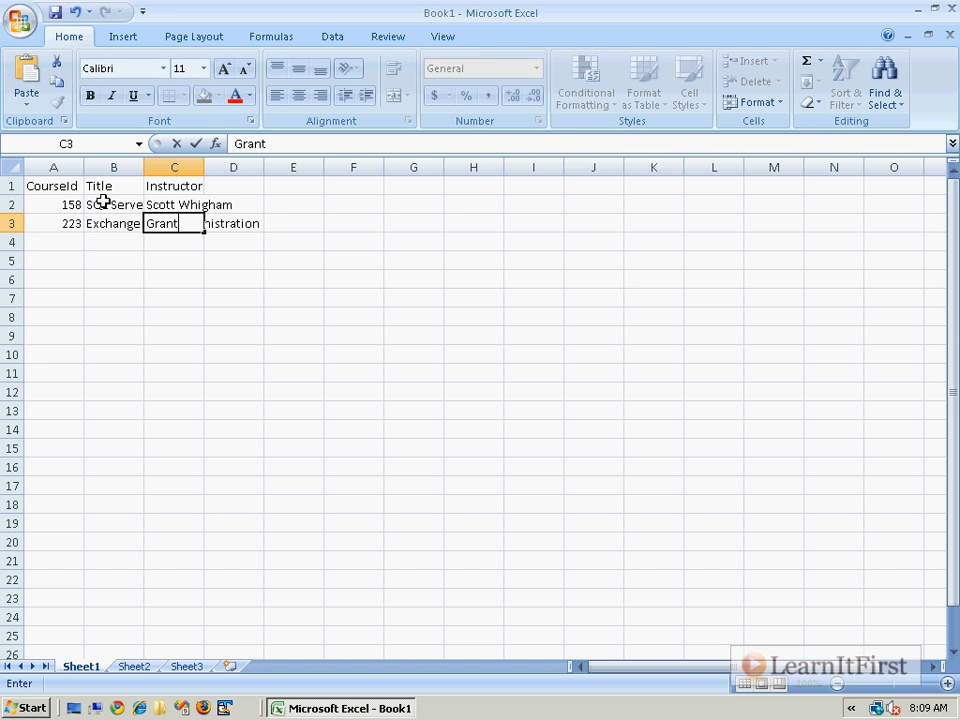 Book1 - Microsoft Excel
Home Insert Page Layout Formulas Data Review View
Calibri 11 General
Paste
B I U A $ % ,
Conditional Formatting
Format as Table
Cell Styles
Insert
Delete
Format
Sort & Filter
Find & Select
Clipboard Font Alignment Number Styles Cells Editing
C3 fx Grant
A B C D E F G H I J K L M N O
1 CourseId Title Instructor
2 158 Scott Whigham
3 223 Exchange Grant nistration
4
5
6
7
8
9
10
11
12
13
14
15
16
17
18
19
20
21
22
23
24
25
26
Sheet1 Sheet2 Sheet3
LearnItFirst
Enter 100%
Start Microsoft Excel - Book1 8:09 AM